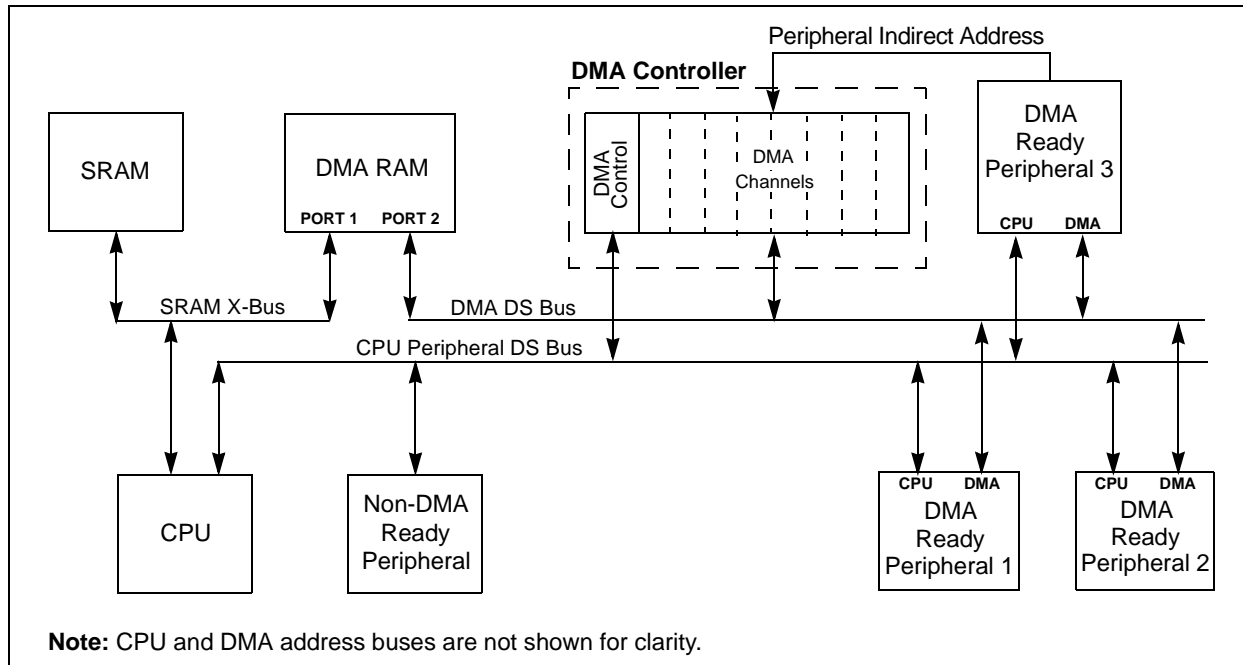 Peripheral Indirect Address
DMA Controller
SRAM
DMA RAM
PORT 1 PORT 2
DMA
Control
DMA
Channels
DMA
Ready
Peripheral 3
CPU DMA
SRAM X-Bus
DMA DS Bus
CPU Peripheral DS Bus
CPU
Non-DMA
Ready
Peripheral
CPU DMA
DMA
Ready
Peripheral 1
CPU DMA
DMA
Ready
Peripheral 2
Note: CPU and DMA address buses are not shown for clarity.